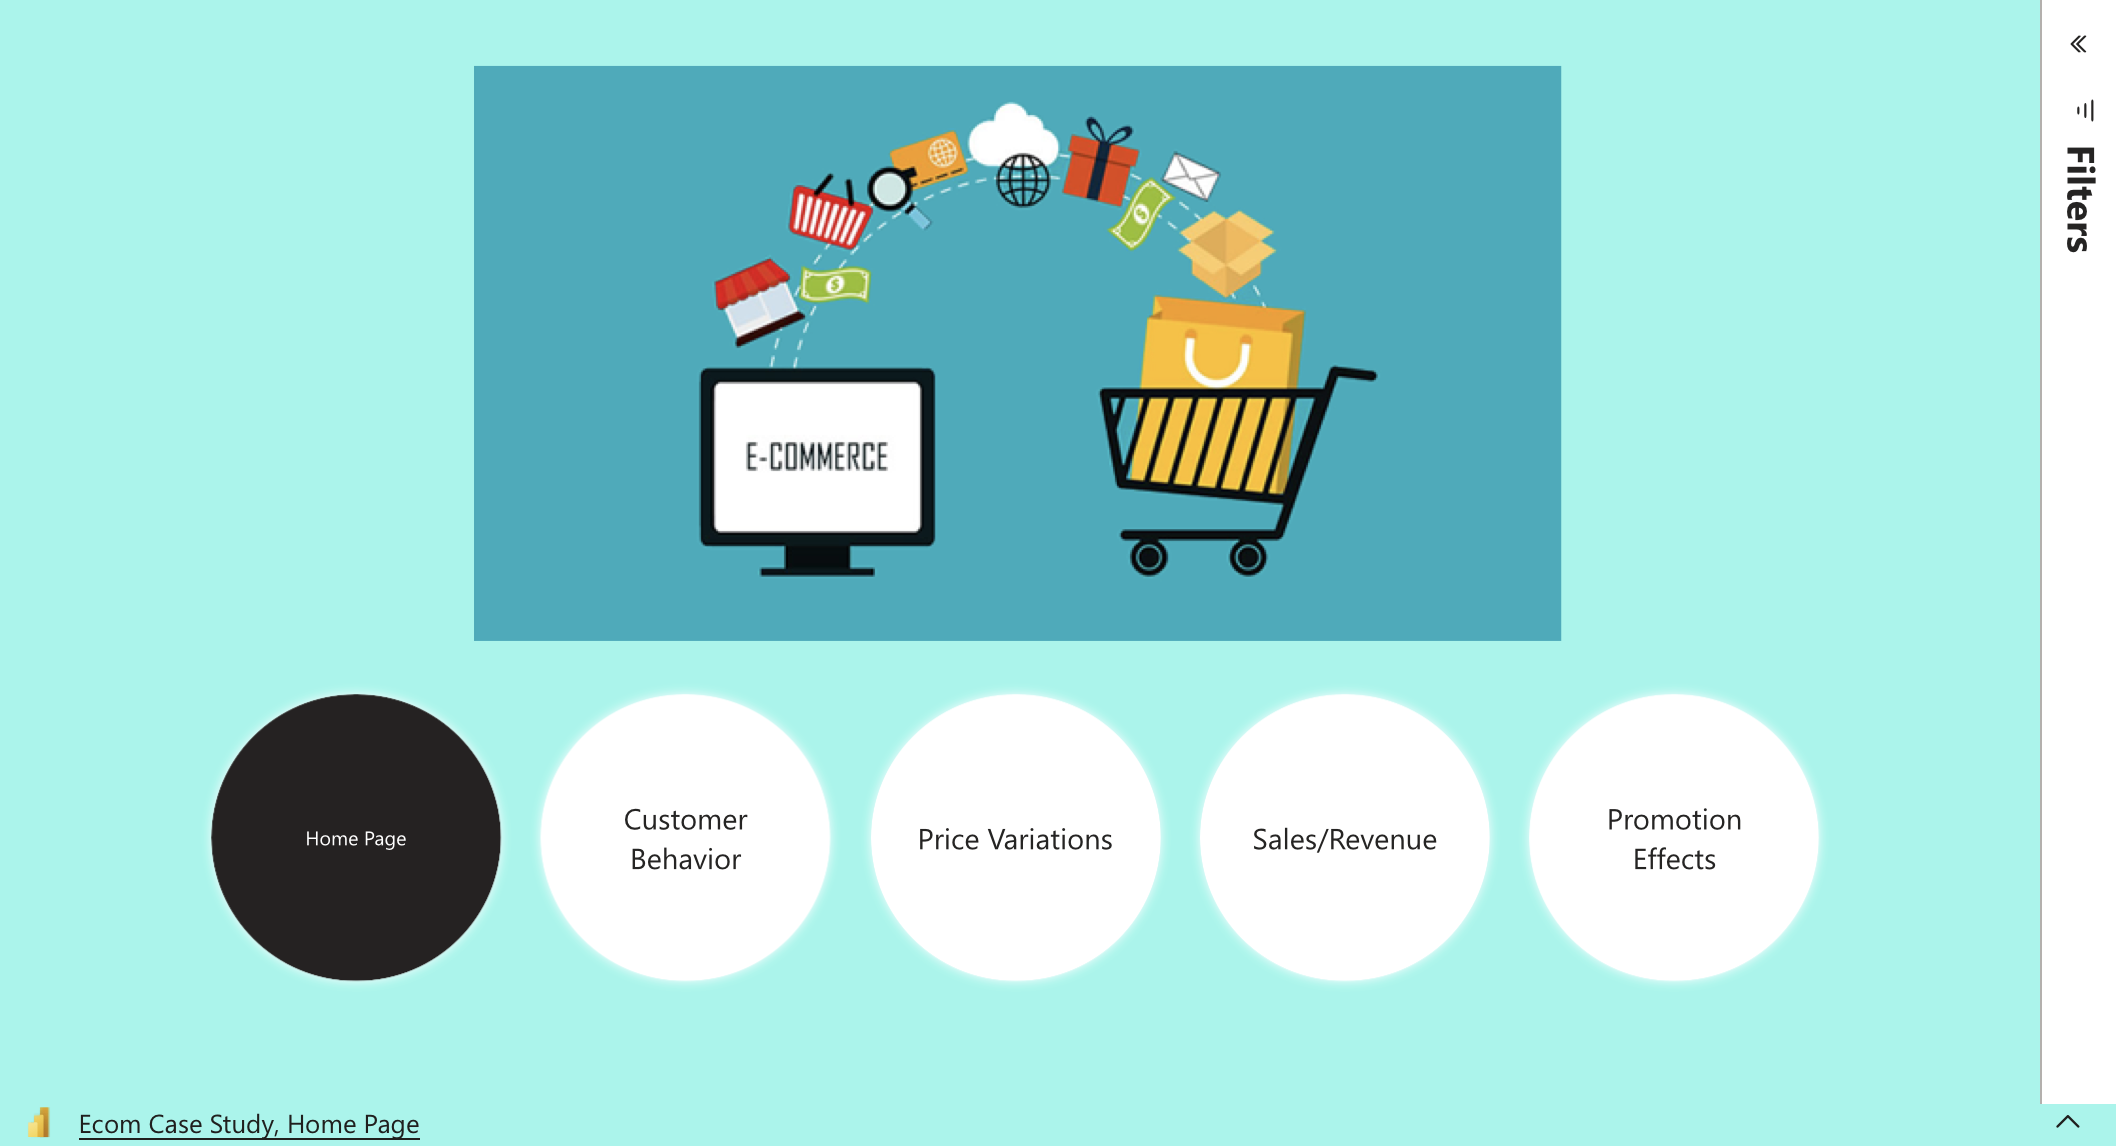 Filters
E-COMMERCE
Home Page
Customer
Behavior
Price Variations
Sales/Revenue
Promotion
Effects
Ecom Case Study, Home Page